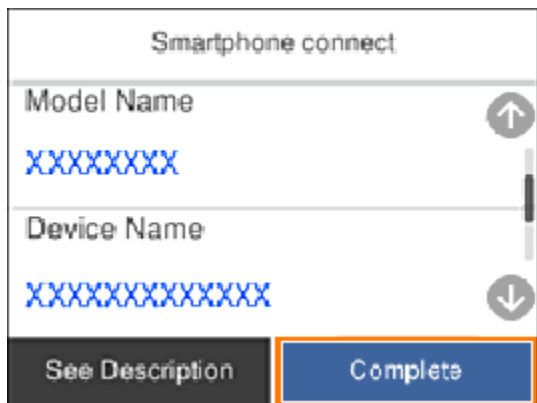 Smartphone connect
Model Name
XXXXXXXX
Device Name
XXXXXXXXXXXXX
See Description
Complete